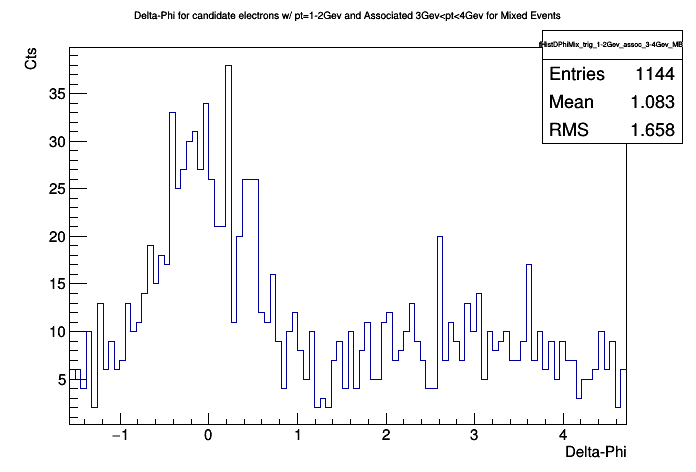 Delta-Phi for candidate electrons w/ pt=1-2Gev and Associated 3Gev<pt<4Gev for Mixed Events
Cts
fHistDPhiMix_trig_1-2Gev_assoc_3-4Gev_MB
Entries 1144
Mean 1.083
RMS 1.658
35
30
25
20
15
10
5
−1 0 1 2 3 4
Delta-Phi